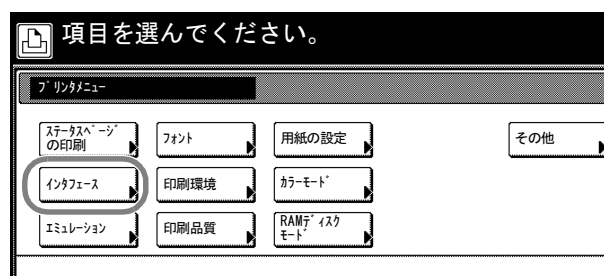 項目を選んでください。
ﾌﾟﾘﾝﾀﾒﾆｭｰ
ｽﾃｰﾀｽﾍﾟｰｼﾞ
の印刷
ﾌｫﾝﾄ
用紙の設定
その他
ｲﾝﾀﾌｪｰｽ
印刷環境
ｶﾗｰﾓｰﾄﾞ
ｴﾐｭﾚｰｼｮﾝ
印刷品質
RAMﾃﾞｨｽｸ
ﾓｰﾄﾞ